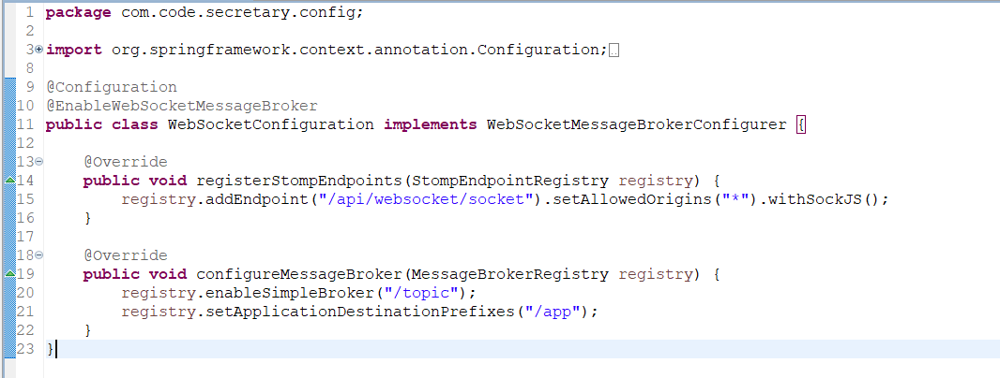 1 package com.code.secretary.config;
2
3 import org.springframework.context.annotation.Configuration;
8
9 @Configuration
10 @EnableWebSocketMessageBroker
11 public class WebSocketConfiguration implements WebSocketMessageBrokerConfigurer {
12
13 @Override
14 public void registerStompEndpoints(StompEndpointRegistry registry) {
15 registry.addEndpoint("/api/websocket/socket").setAllowedOrigins("*").withSockJS();
16 }
17
18 @Override
19 public void configureMessageBroker(MessageBrokerRegistry registry) {
20 registry.enableSimpleBroker("/topic");
21 registry.setApplicationDestinationPrefixes("/app");
22 }
23 }